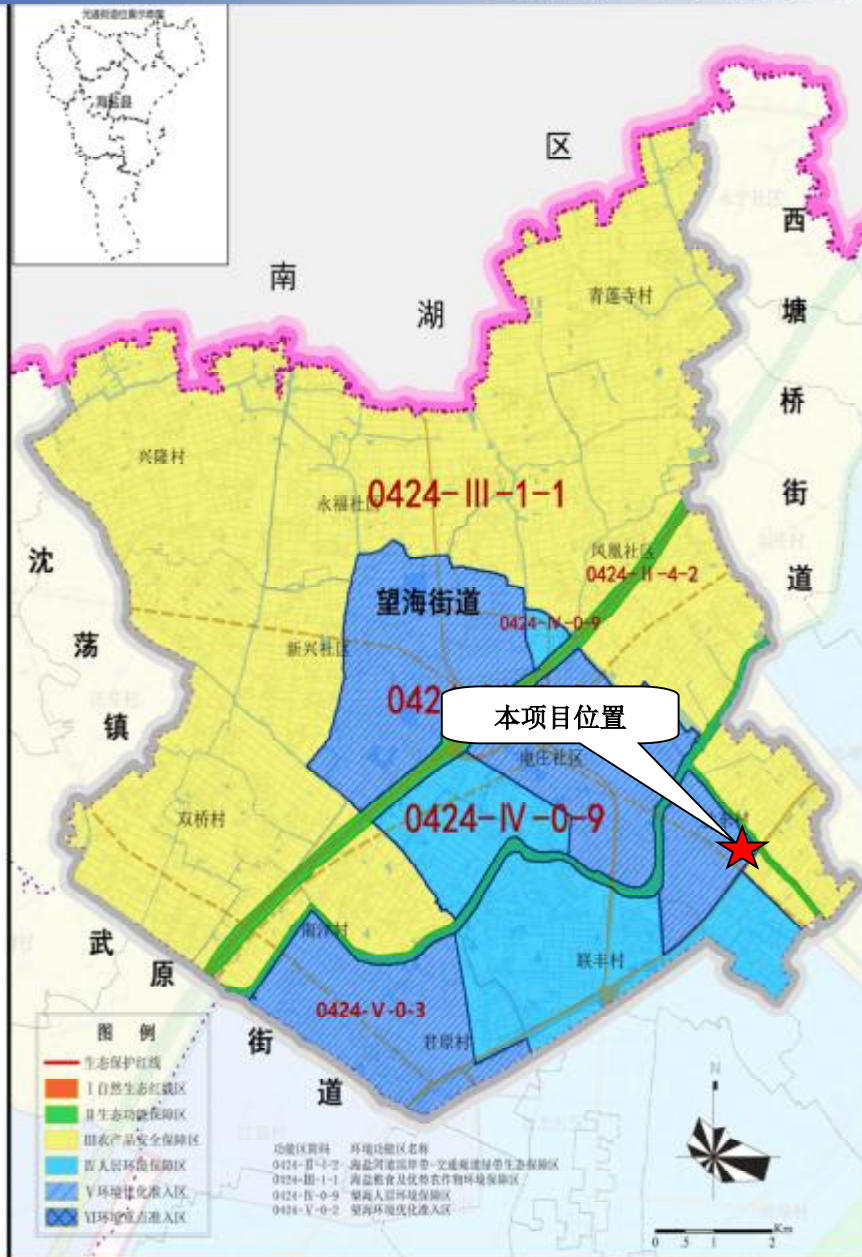 海盐县
区
南
湖
西
塘
桥
街
道
青莲寺村
兴隆村
永福社区
0424-III-1-1
凤凰社区
0424-II-4-2
沈
荡
镇
望海街道
0424-IV-0-9
新兴社区
本项目位置
双桥村
0424-IV-0-9
武
原
街
道
联丰村
0424-V-0-3
君原村
图 例
生态保护红线
I自然生态红线区
II生态功能保障区
III农产品安全保障区
IV人居环境保障区
V环境优化准入区
VI环境重点准入区
功能区简码 环境功能区名称
0424-II-4-2
0424-III-1-1 海盐粮食及优势农作物环境保障区
0424-IV-0-9 望海人居环境保障区
0424-V-0-2 望海环境优化准入区
N
Km
0 .5 1 2